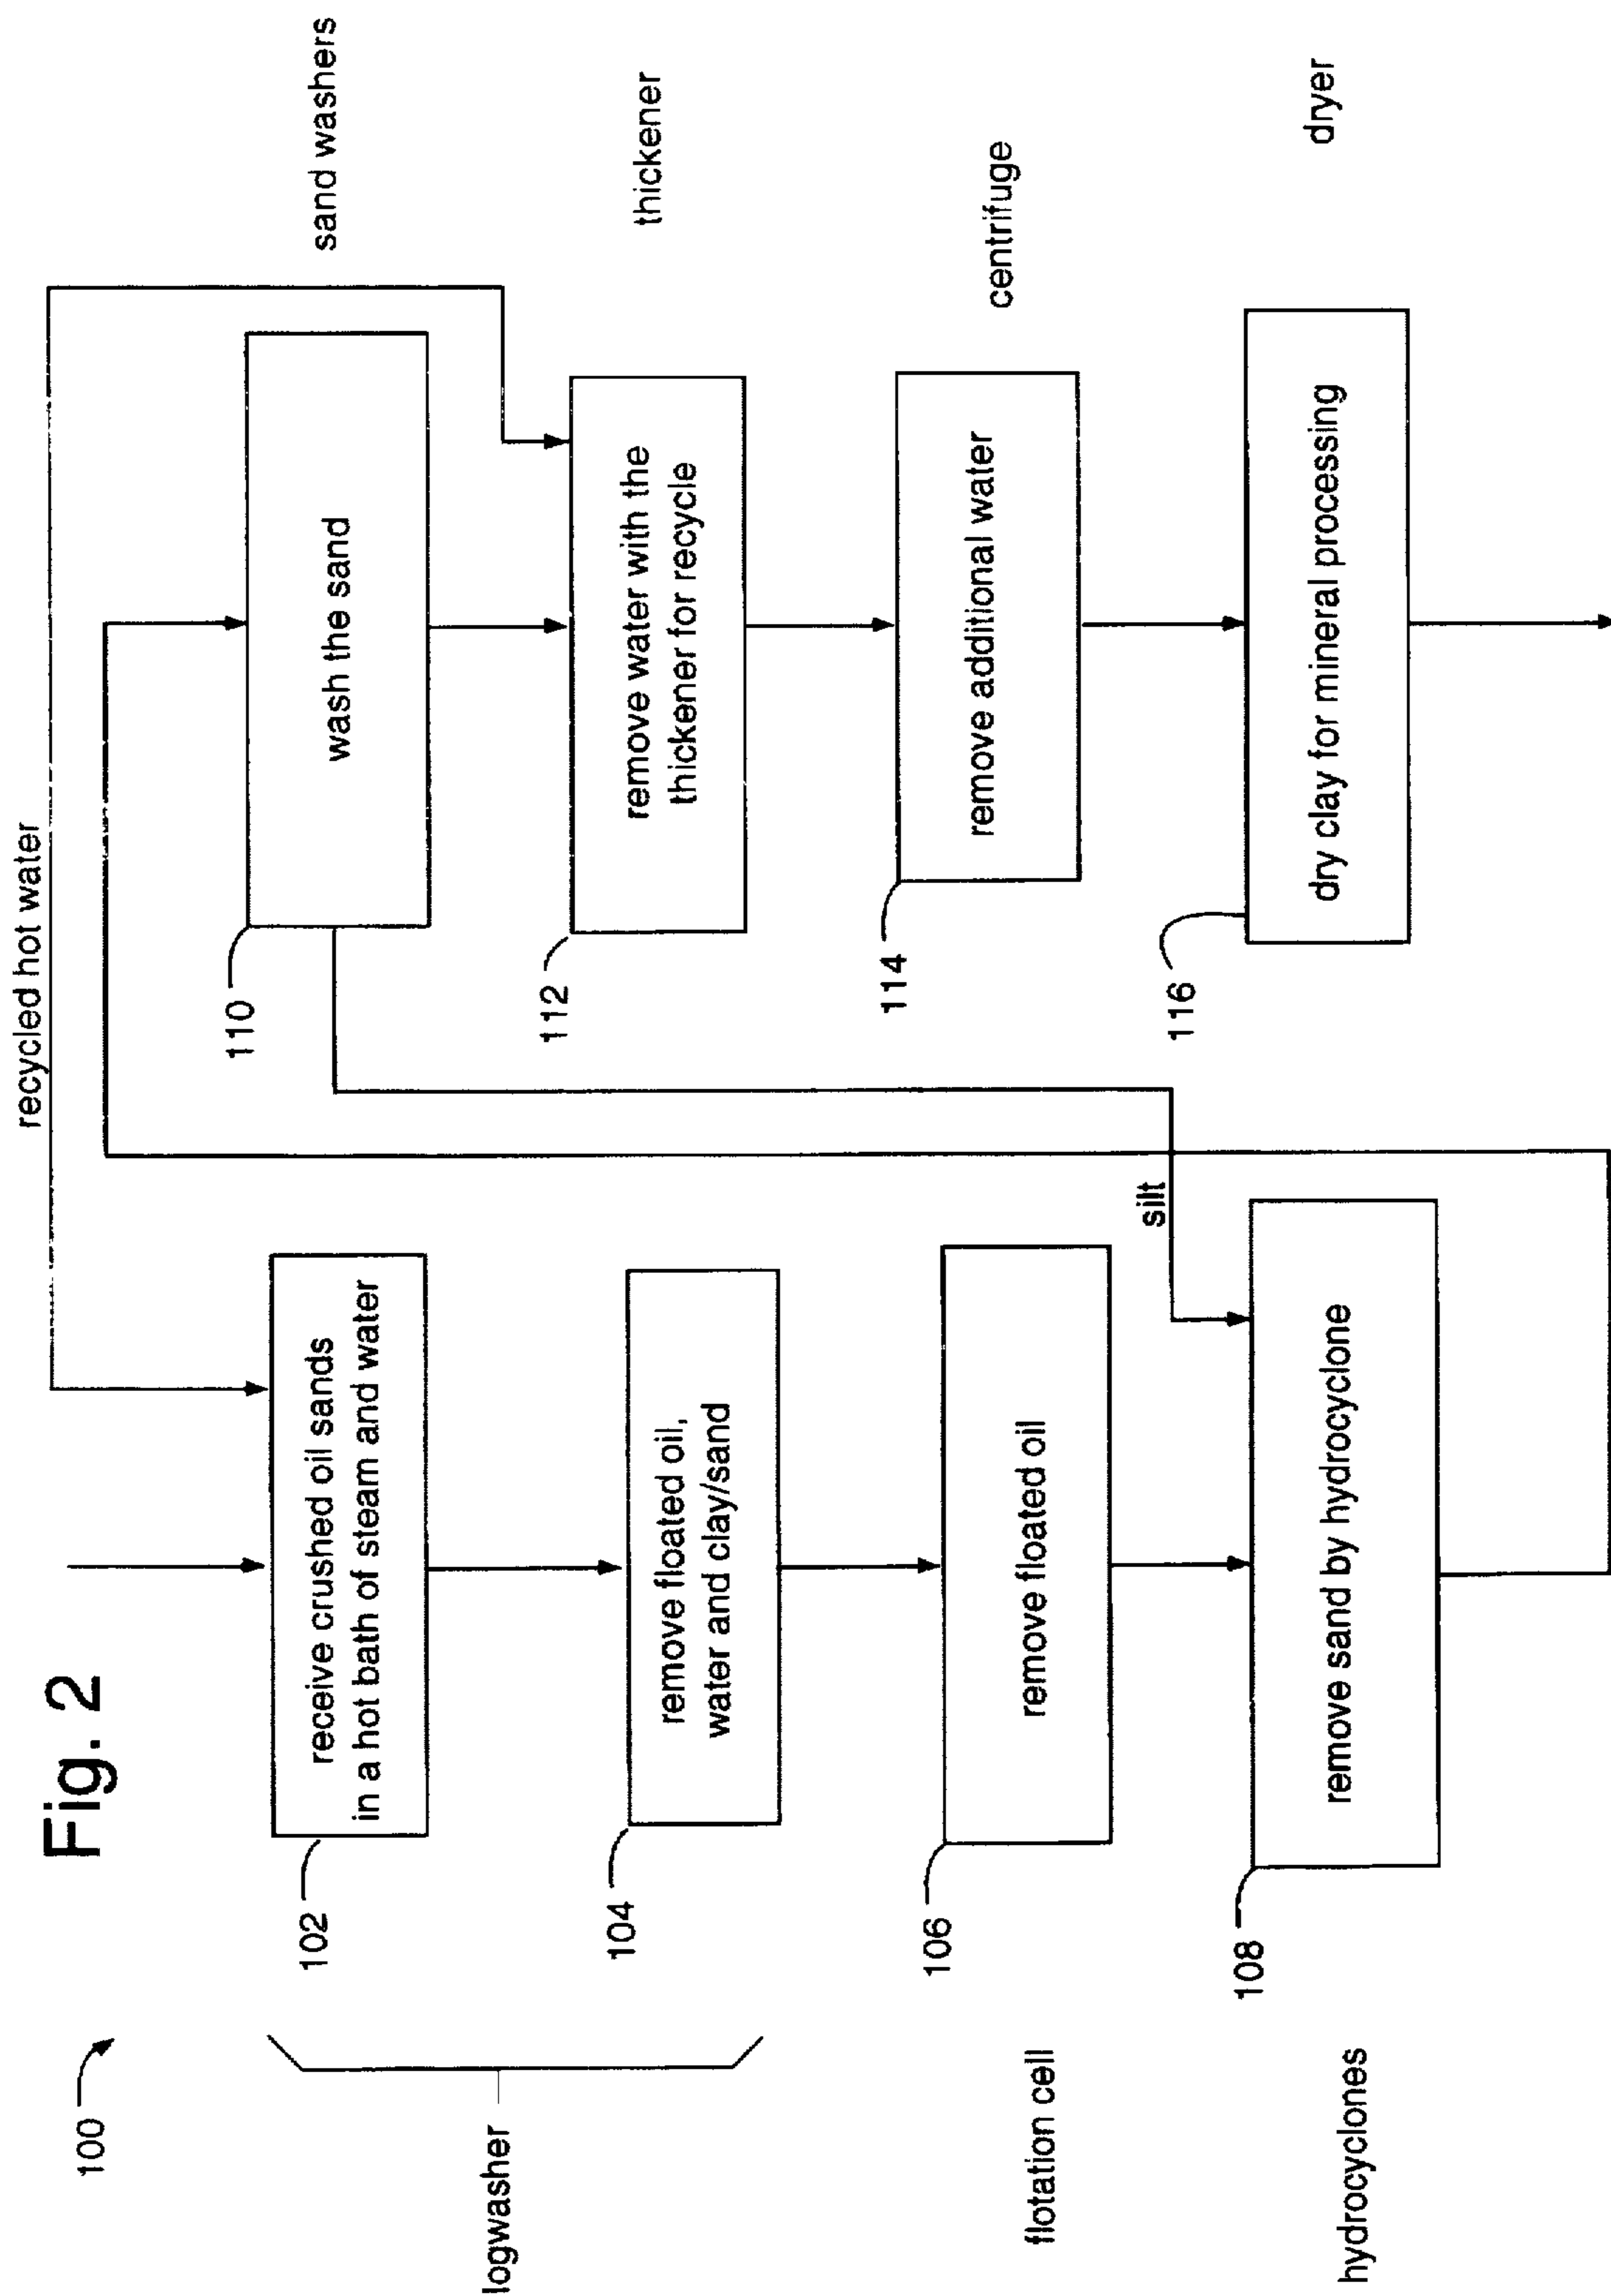 Fig. 2
100
recycled hot water
logwasher
102
receive crushed oil sands
in a hot bath of steam and water
104
remove floated oil,
water and clay/sand
flotation cell
106
remove floated oil
silt
hydrocyclones
108
remove sand by hydrocyclone
110
wash the sand
sand washers
112
remove water with the
thickener for recycle
thickener
114
remove additional water
centrifuge
116
dry clay for mineral processing
dryer